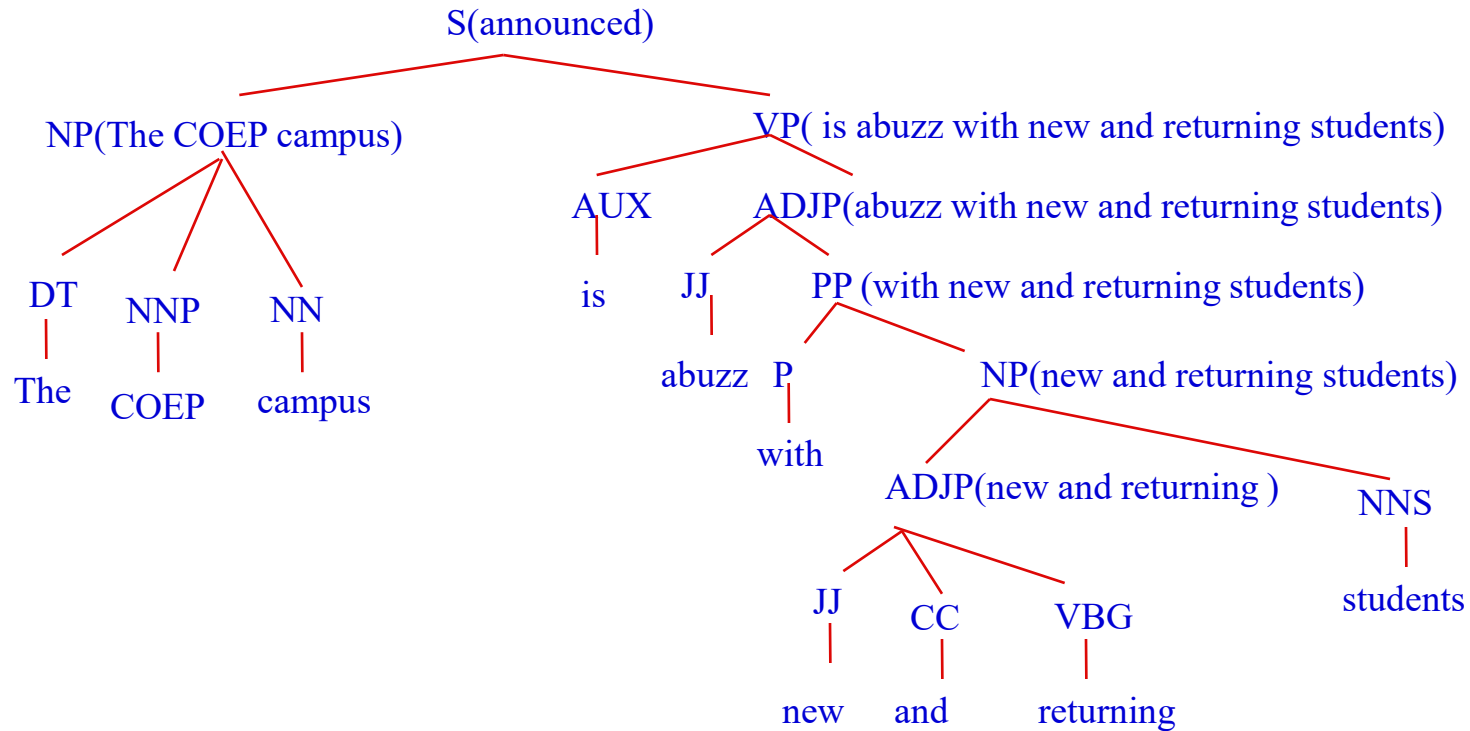 S(announced)
NP(The COEP campus)
VP( is abuzz with new and returning students)
AUX
ADJP(abuzz with new and returning students)
DT
NNP
NN
is
JJ
PP (with new and returning students)
The
COEP
campus
abuzz
P
NP(new and returning students)
with
ADJP(new and returning )
NNS
JJ
CC
VBG
students
new
and
returning